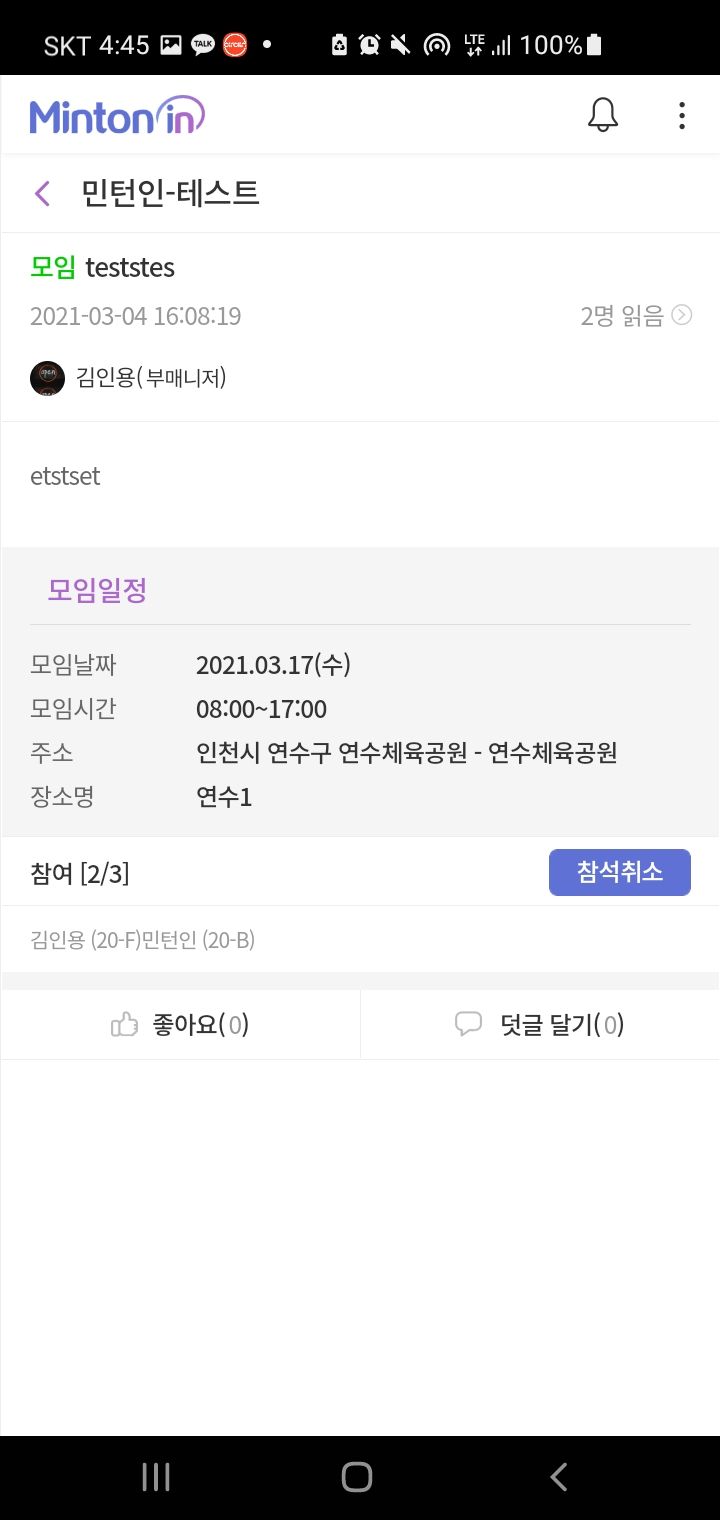 SKT 4:45 TALK LTE 100%
Minton in
민턴인-테스트
모임 teststes
2021-03-04 16:08:19 2명 읽음
open 김인용(부매니저)
etstset
모임일정
모임날짜 2021.03.17(수)
모임시간 08:00~17:00
주소 인천시 연수구 연수체육공원 - 연수체육공원
장소명 연수1
참여 [2/3] 참석취소
김인용 (20-F)민턴인 (20-B)
좋아요(0) 덧글 달기(0)